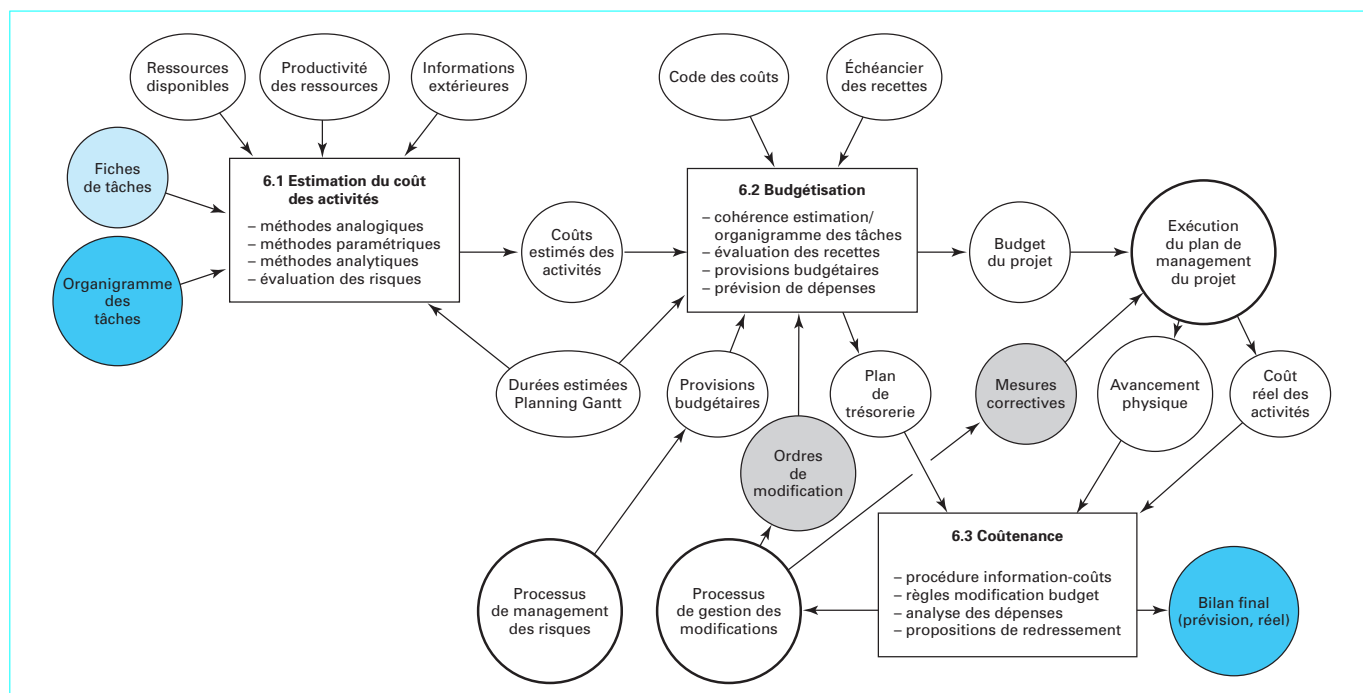 Ressources
disponibles
Productivité
des ressources
Informations
extérieures
Code des coûts
Échéancier
des recettes
Fiches
de tâches
Organigramme
des
tâches
6.1 Estimation du coût
des activités
– méthodes analogiques
– méthodes paramétriques
– méthodes analytiques
– évaluation des risques
Coûts
estimés des
activités
6.2 Budgétisation
– cohérence estimation/
organigramme des tâches
– évaluation des recettes
– provisions budgétaires
– prévision de dépenses
Budget
du projet
Exécution
du plan de
management
du projet
Durées estimées
Planning Gantt
Provisions
budgétaires
Plan
de
trésorerie
Mesures
correctives
Avancement
physique
Coût
réel des
activités
Ordres
de
modification
Processus
de management
des risques
Processus
de gestion des
modifications
6.3 Coûtenance
– procédure information-coûts
– règles modification budget
– analyse des dépenses
– propositions de redressement
Bilan final
(prévision, réel)